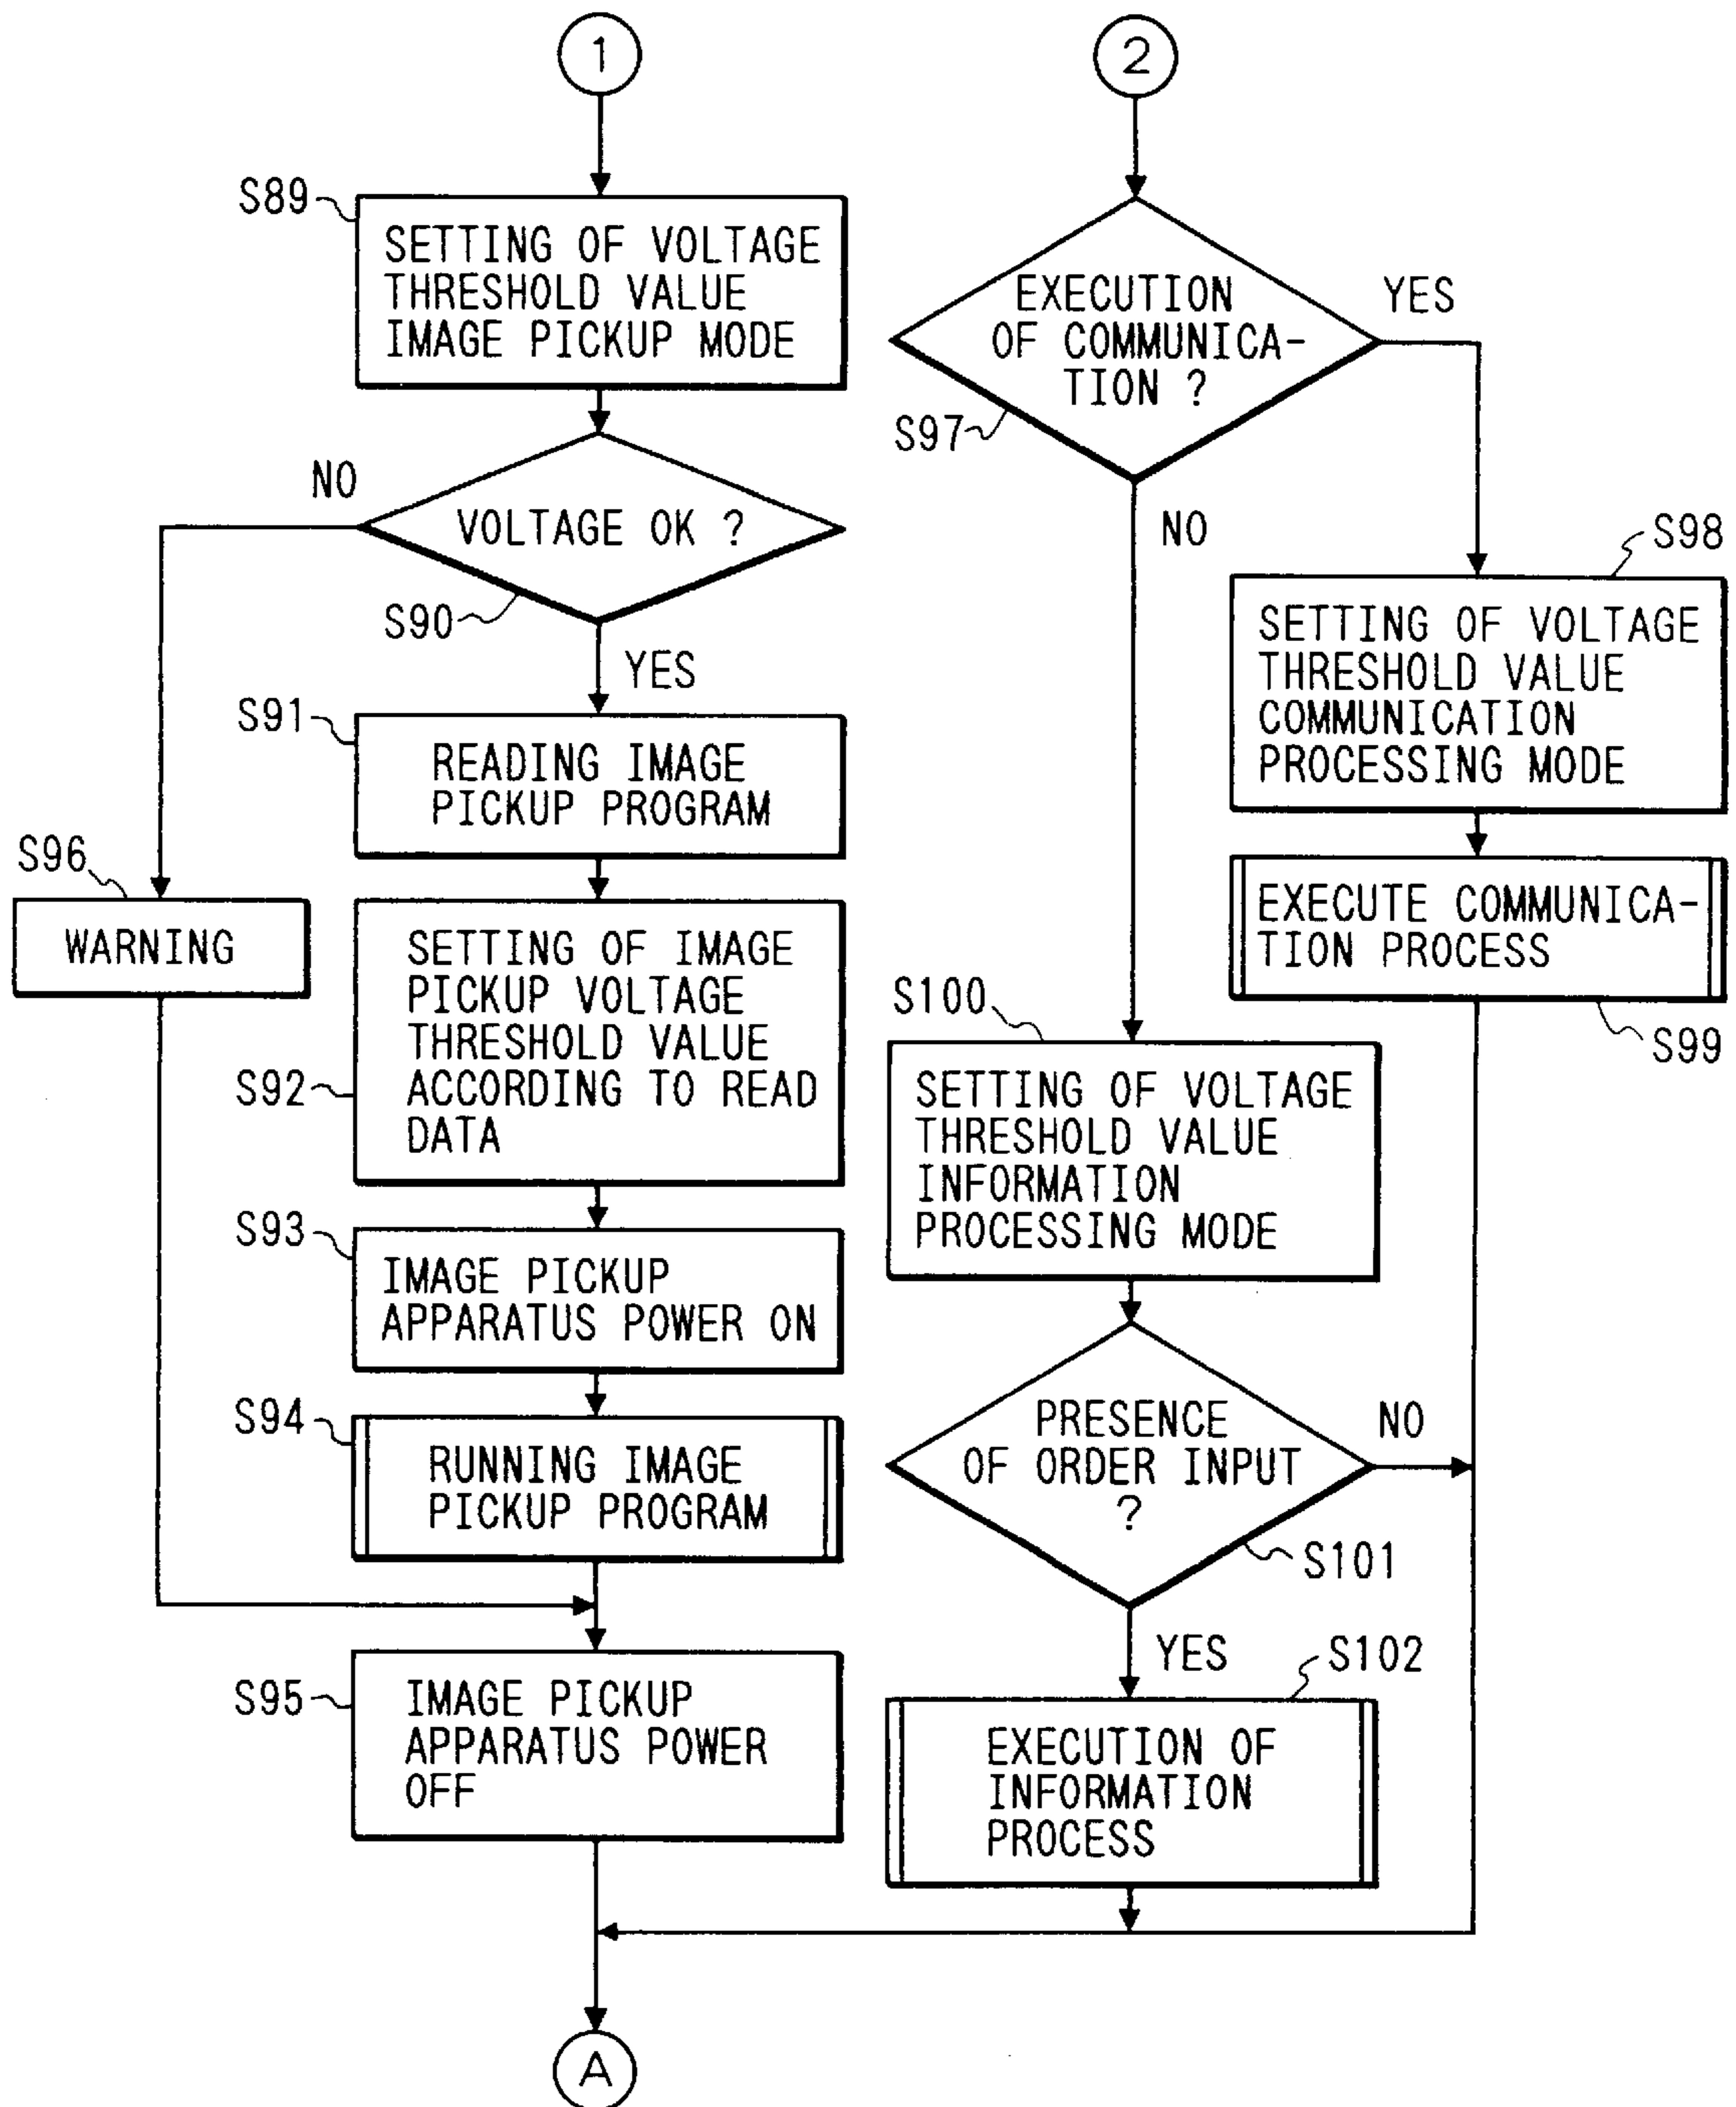 1
S89
SETTING OF VOLTAGE
THRESHOLD VALUE
IMAGE PICKUP MODE
NO
VOLTAGE OK ?
S90
YES
S91
READING IMAGE
PICKUP PROGRAM
S96
WARNING
SETTING OF IMAGE
PICKUP VOLTAGE
THRESHOLD VALUE
ACCORDING TO READ
DATA
S92
S93
IMAGE PICKUP
APPARATUS POWER ON
S94
RUNNING IMAGE
PICKUP PROGRAM
S95
IMAGE PICKUP
APPARATUS POWER
OFF
A
2
EXECUTION
OF COMMUNICA-
TION ?
YES
S97
NO
S98
SETTING OF VOLTAGE
THRESHOLD VALUE
COMMUNICATION
PROCESSING MODE
EXECUTE COMMUNICA-
TION PROCESS
S99
S100
SETTING OF VOLTAGE
THRESHOLD VALUE
INFORMATION
PROCESSING MODE
PRESENCE
OF ORDER INPUT
?
NO
S101
YES
S102
EXECUTION OF
INFORMATION
PROCESS